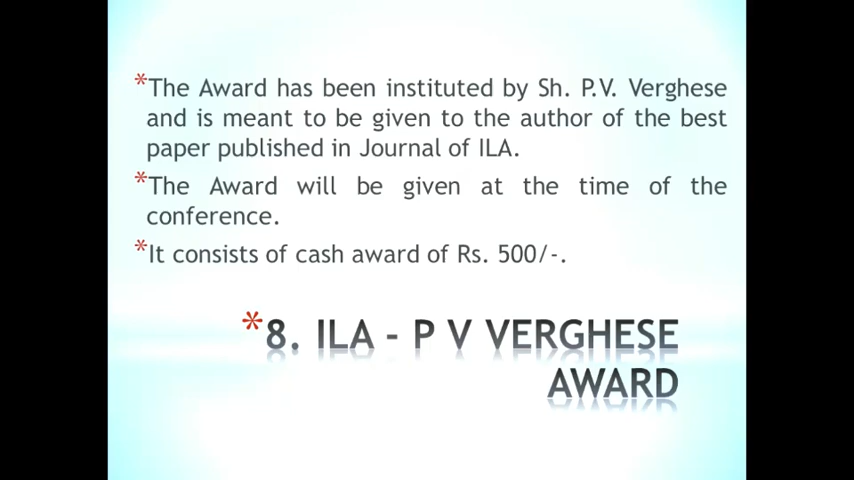 *The Award has been instituted by Sh. P.V. Verghese
and is meant to be given to the author of the best
paper published in Journal of ILA.
*The Award will be given at the time of the
conference.
*It consists of cash award of Rs. 500/-.
*8. ILA - P V VERGHESE
AWARD